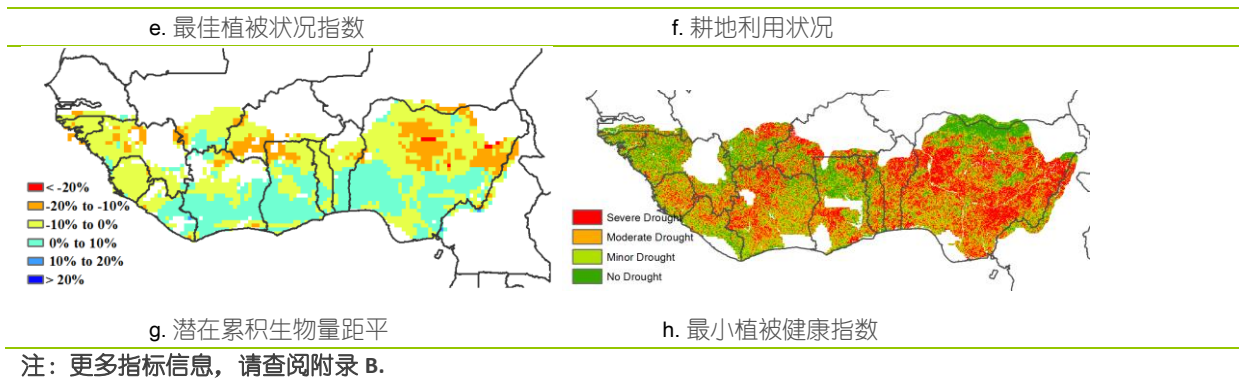 e. 最佳植被状况指数
f. 耕地利用状况
< -20%
-20% to -10%
-10% to 0%
0% to 10%
10% to 20%
> 20%
Severe Drought
Moderate Drought
Minor Drought
No Drought
g. 潜在累积生物量距平
h. 最小植被健康指数
注：更多指标信息，请查阅附录 B.